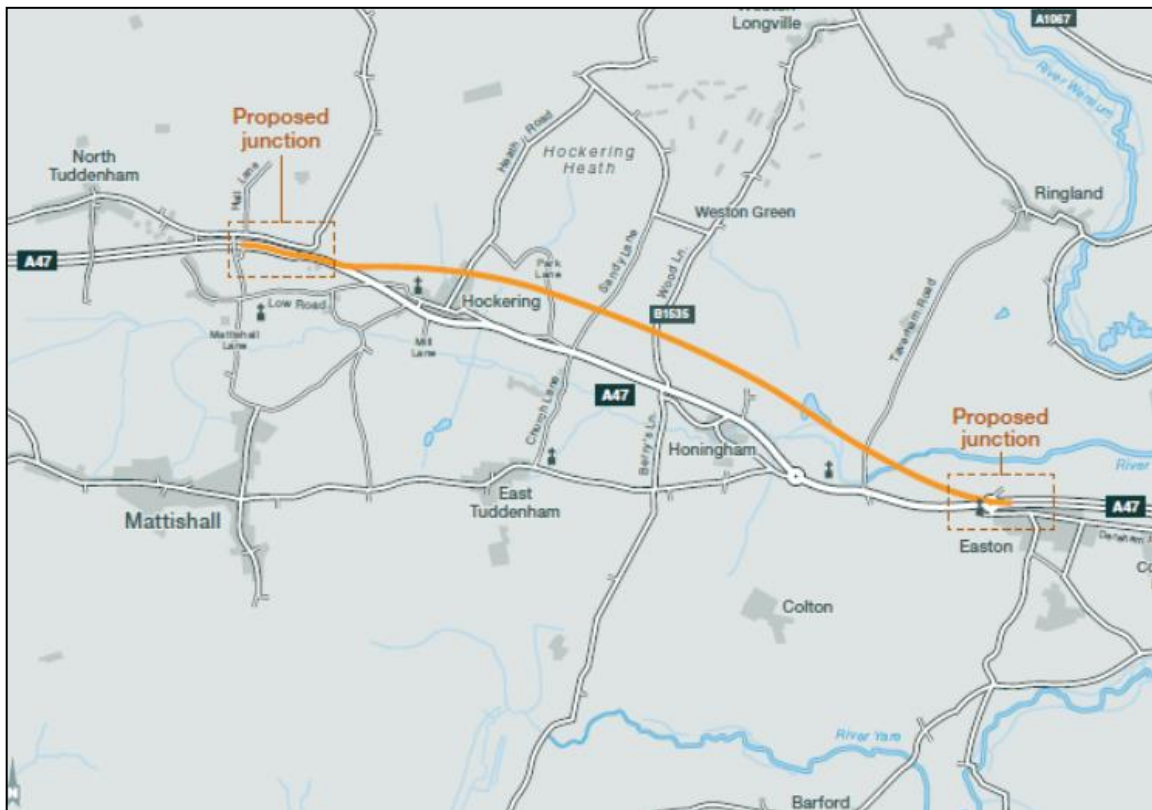 Longville
A1067
River Wensum
Proposed
junction
North
Tuddenham
Hall Lane
Heath Road
Hockering
Heath
Ringland
Weston Green
A47
Park
Lane
Sandy Lane
Wood Ln.
Low Road
Hockering
B1535
Taverham Road
Mattishall
Lane
Mill
Lane
A47
Church Lane
Berry's Ln.
Honingham
Proposed
junction
River
A47
Mattishall
East
Tuddenham
Easton
Colton
River Yare
Barford
N